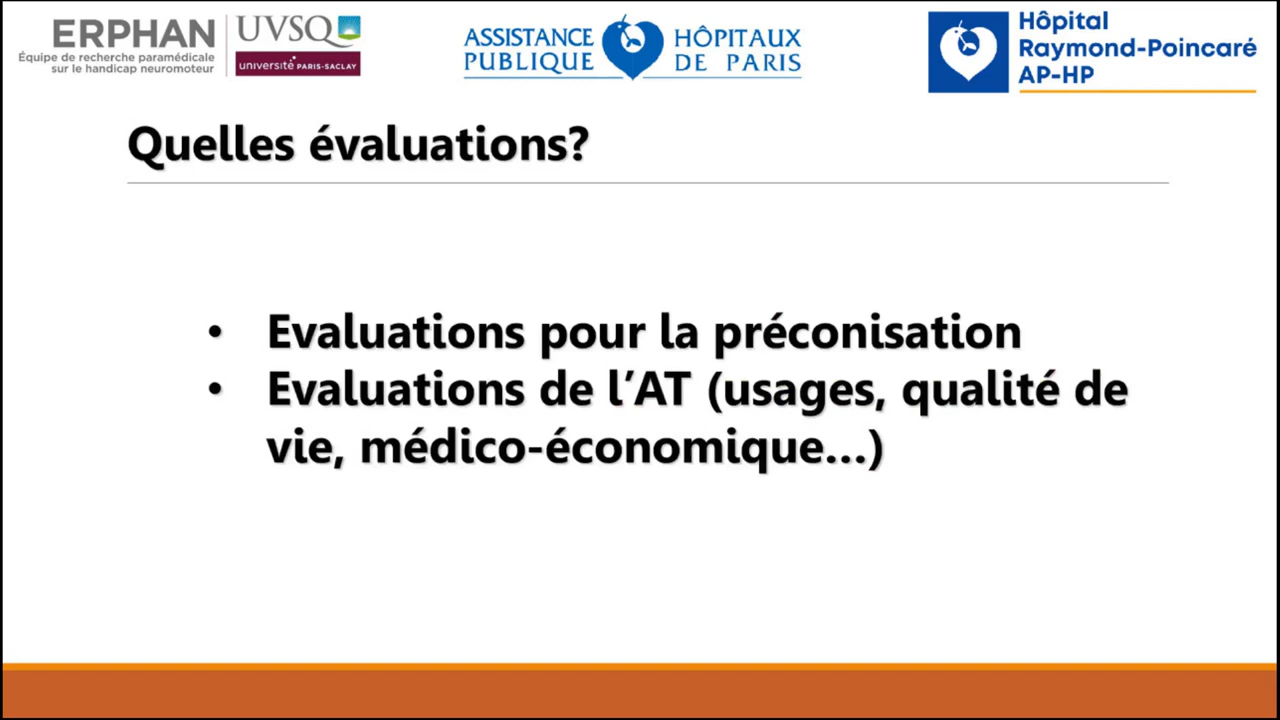 ERPHAN
Équipe de recherche paramédicale
sur le handicap neuromoteur
UVSQ
université PARIS-SACLAY
ASSISTANCE
PUBLIQUE
HÔPITAUX
DE PARIS
Hôpital
Raymond-Poincaré
AP-HP
Quelles évaluations?
• Evaluations pour la préconisation
• Evaluations de l’AT (usages, qualité de
vie, médico-économique...)